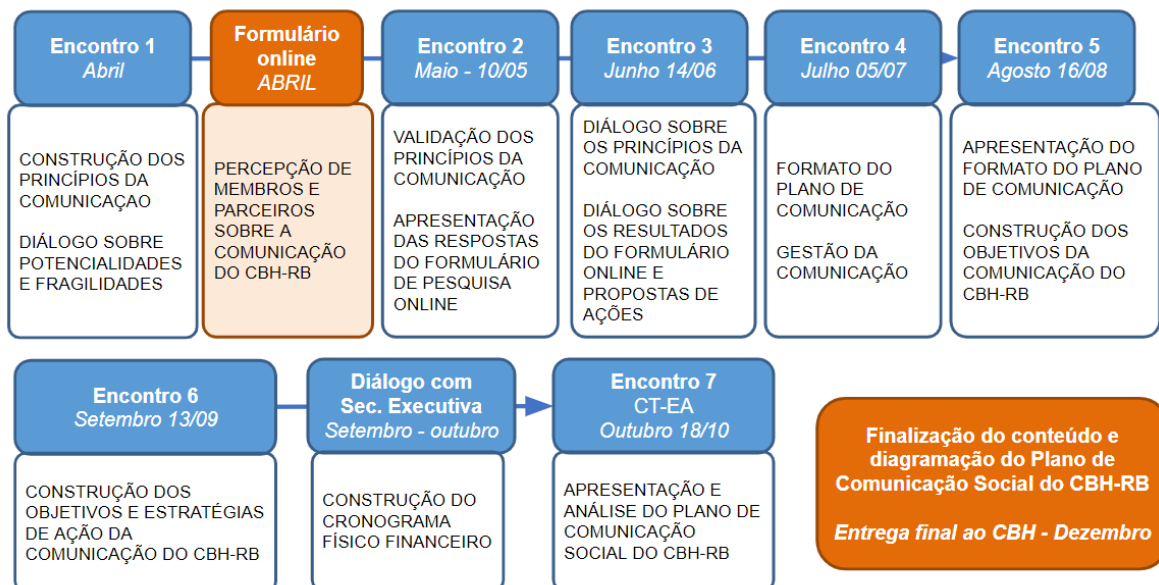 Encontro 1
Abril
CONSTRUÇÃO DOS
PRINCÍPIOS DA
COMUNICAÇAO
DIÁLOGO SOBRE
POTENCIALIDADES
E FRAGILIDADES
Formulário
online
ABRIL
PERCEPÇÃO DE
MEMBROS E
PARCEIROS
SOBRE A
COMUNICAÇÃO
DO CBH-RB
Encontro 2
Maio - 10/05
VALIDAÇÃO DOS
PRINCÍPIOS DA
COMUNICAÇÃO
APRESENTAÇÃO
DAS RESPOSTAS
DO FORMULÁRIO
DE PESQUISA
ONLINE
Encontro 3
Junho 14/06
DIÁLOGO SOBRE
OS PRINCÍPIOS DA
COMUNICAÇÃO
DIÁLOGO SOBRE
OS RESULTADOS
DO FORMULÁRIO
ONLINE E
PROPOSTAS DE
AÇÕES
Encontro 4
Julho 05/07
FORMATO DO
PLANO DE
COMUNICAÇÃO
GESTÃO DA
COMUNICAÇÃO
Encontro 5
Agosto 16/08
APRESENTAÇÃO DO
FORMATO DO PLANO
DE COMUNICAÇÃO
CONSTRUÇÃO DOS
OBJETIVOS DA
COMUNICAÇÃO DO
CBH-RB
Encontro 6
Setembro 13/09
CONSTRUÇÃO DOS
OBJETIVOS E ESTRATÉGIAS
DE AÇÃO DA
COMUNICAÇÃO DO CBH-RB
Diálogo com
Sec. Executiva
Setembro - outubro
CONSTRUÇÃO DO
CRONOGRAMA
FÍSICO FINANCEIRO
Encontro 7
CT-EA
Outubro 18/10
APRESENTAÇÃO E
ANÁLISE DO PLANO DE
COMUNICAÇÃO
SOCIAL DO CBH-RB
Finalização do conteúdo e
diagramação do Plano de
Comunicação Social do CBH-RB
Entrega final ao CBH - Dezembro